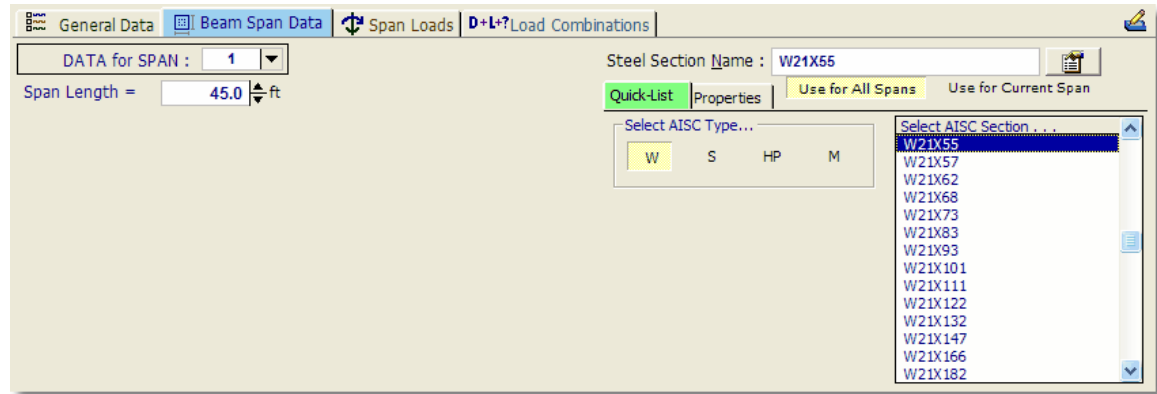 General Data Beam Span Data Span Loads D+L+? Load Combinations
DATA for SPAN : 1
Span Length = 45.0 ft
Steel Section Name : W21X55
Quick-List Properties Use for All Spans Use for Current Span
Select AISC Type...
W S HP M
Select AISC Section . . .
W21X55
W21X57
W21X62
W21X68
W21X73
W21X83
W21X93
W21X101
W21X111
W21X122
W21X132
W21X147
W21X166
W21X182